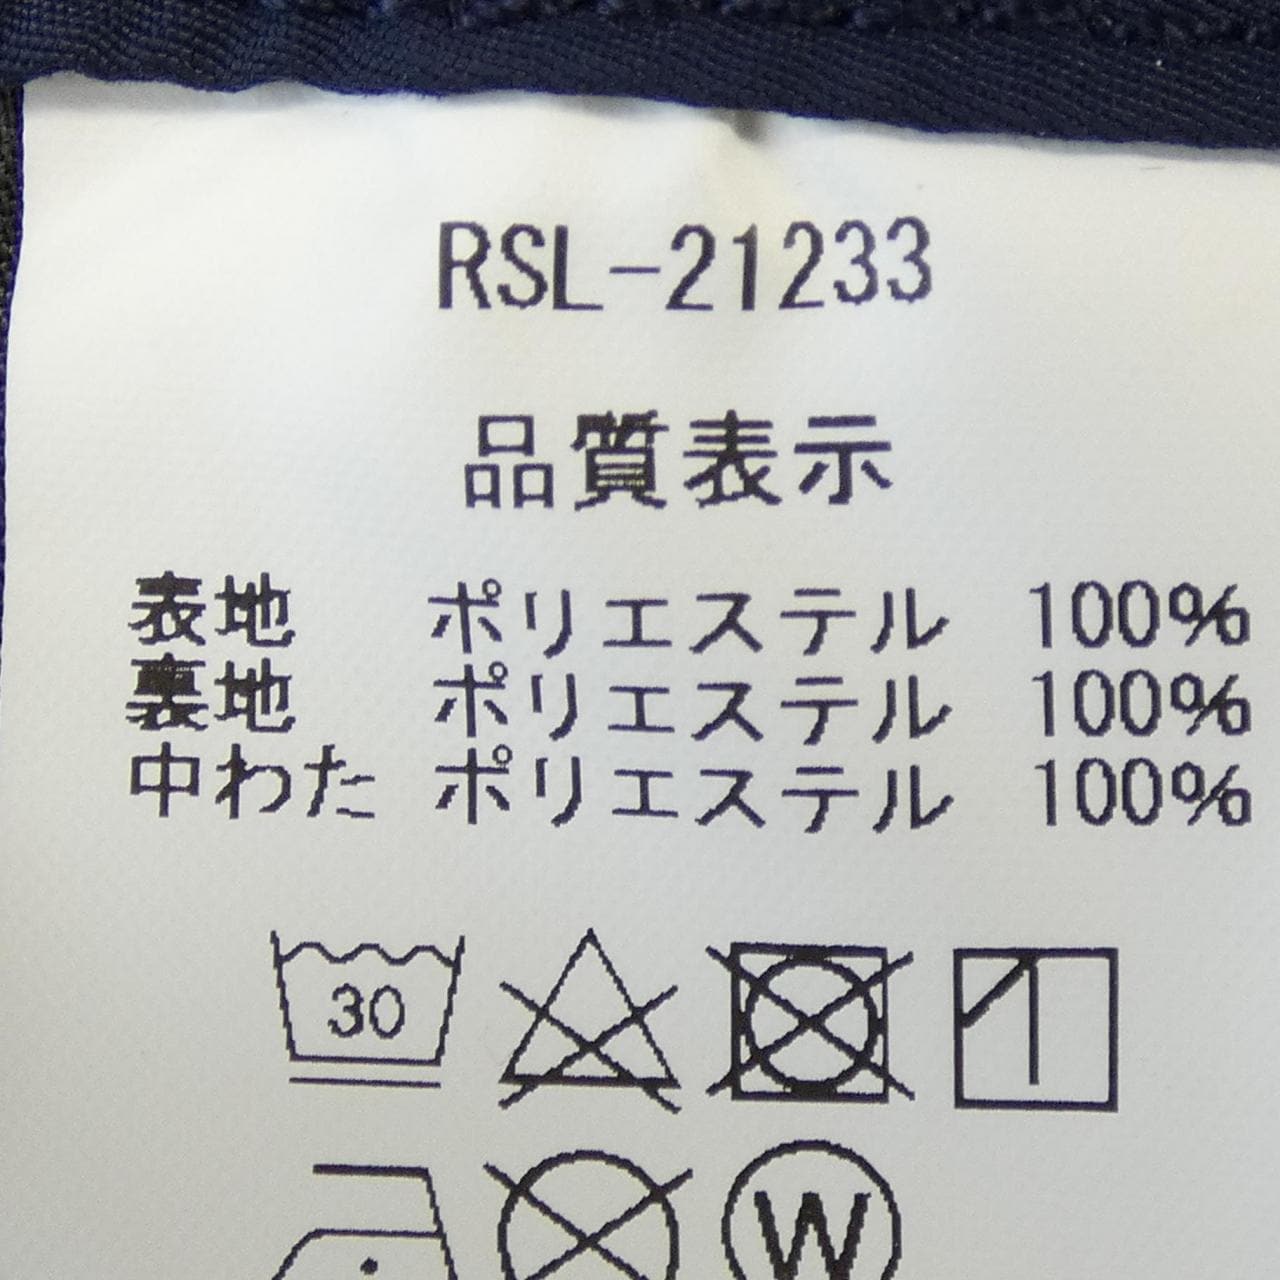 RSL-21233
品質表示
表地 ポリエステル 100%
裏地 ポリエステル 100%
中わた ポリエステル 100%
30
W